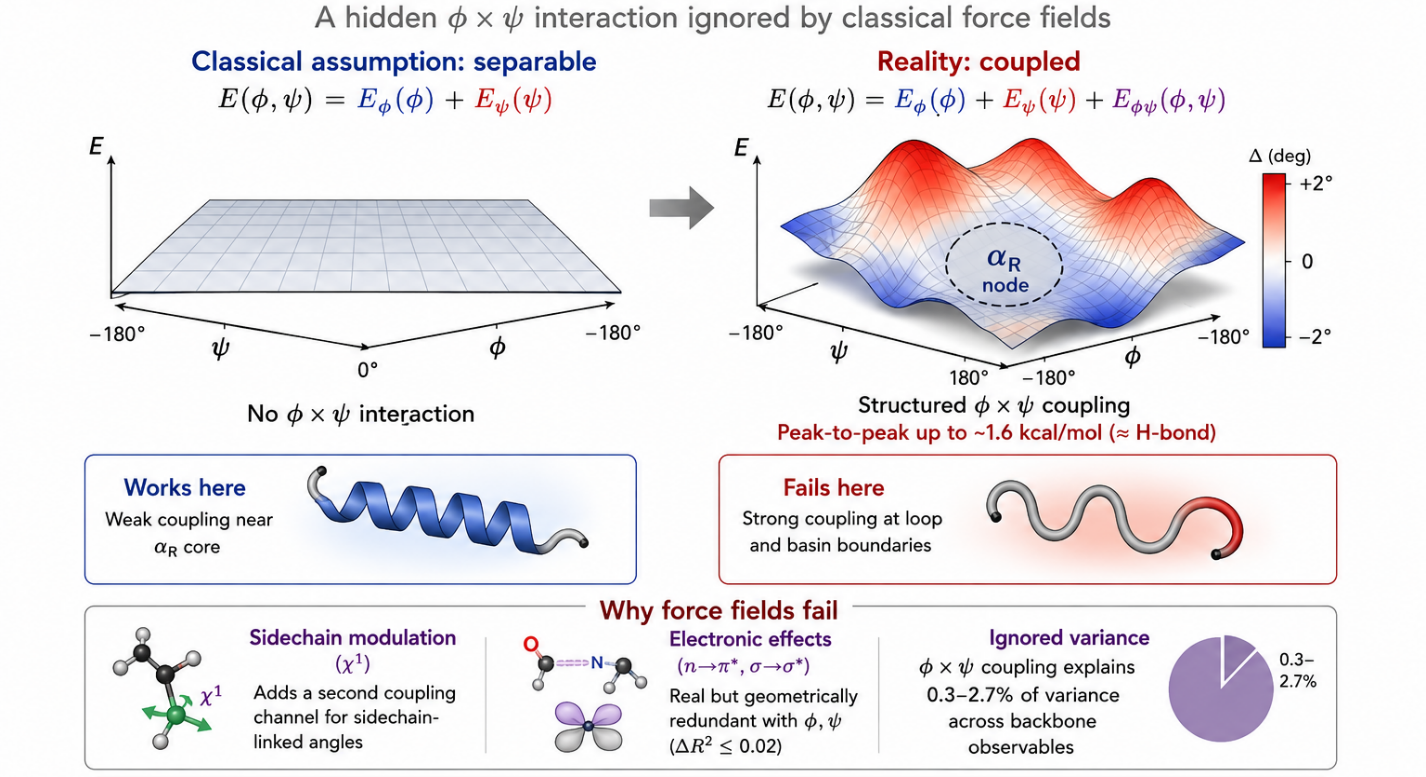 A hidden ϕ × ψ interaction ignored by classical force fields
Classical assumption: separable
E(ϕ, ψ) = Eϕ(ϕ) + Eψ(ψ)
E
−180°
ψ
0°
ϕ
−180°
No ϕ × ψ interaction
Reality: coupled
E(ϕ, ψ) = Eϕ(ϕ) + Eψ(ψ) + Eϕψ(ϕ, ψ)
E
Δ (deg)
+2°
0
−2°
αR
node
−180°
ψ
180°
−180°
ϕ
−180°
Structured ϕ × ψ coupling
Peak-to-peak up to ~1.6 kcal/mol (≈ H-bond)
Works here
Weak coupling near
αR core
Fails here
Strong coupling at loop
and basin boundaries
Why force fields fail
Sidechain modulation
(χ¹)
χ¹
Adds a second coupling
channel for sidechain-
linked angles
O
N
Electronic effects
(n→π*, σ→σ*)
Real but geometrically
redundant with ϕ, ψ
(ΔR² ≤ 0.02)
Ignored variance
ϕ × ψ coupling explains
0.3–2.7% of variance
across backbone
observables
0.3–
2.7%